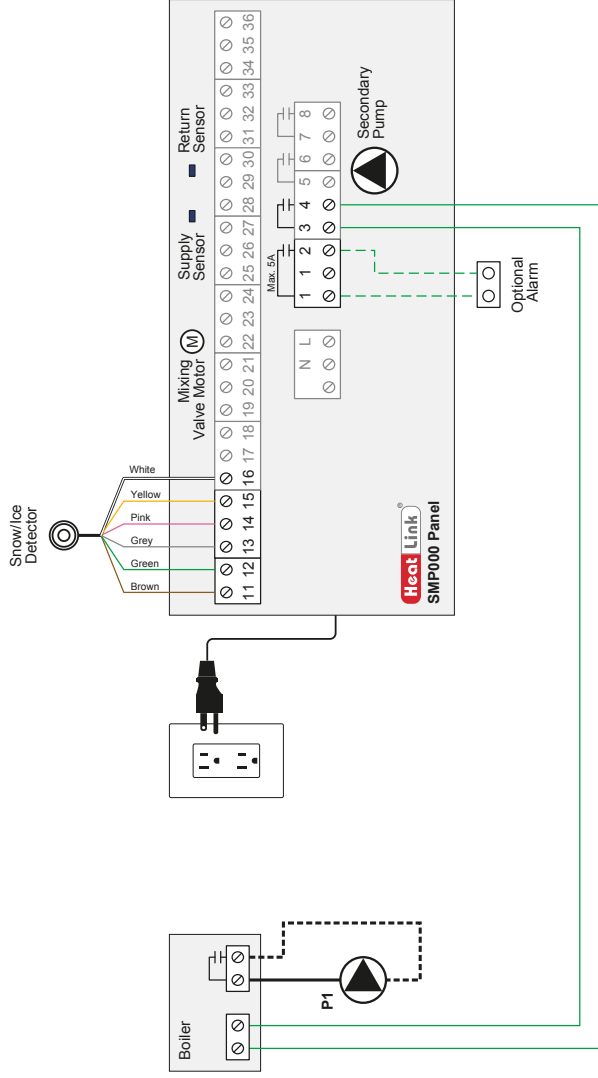 Snow/Ice
Detector
Brown
Green
Grey
Pink
Yellow
White
11 12 13 14 15 16 17 18 19 20 21 22 23 24 25 26 27 28 29 30 31 32 33 34 35 36
Mixing
Valve Motor
M
Supply
Sensor
Return
Sensor
N L
Max. 5A
1 1 2 3 4 5 6 7 8
Secondary
Pump
Heat Link®
SMP000 Panel
Optional
Alarm
Boiler
P1